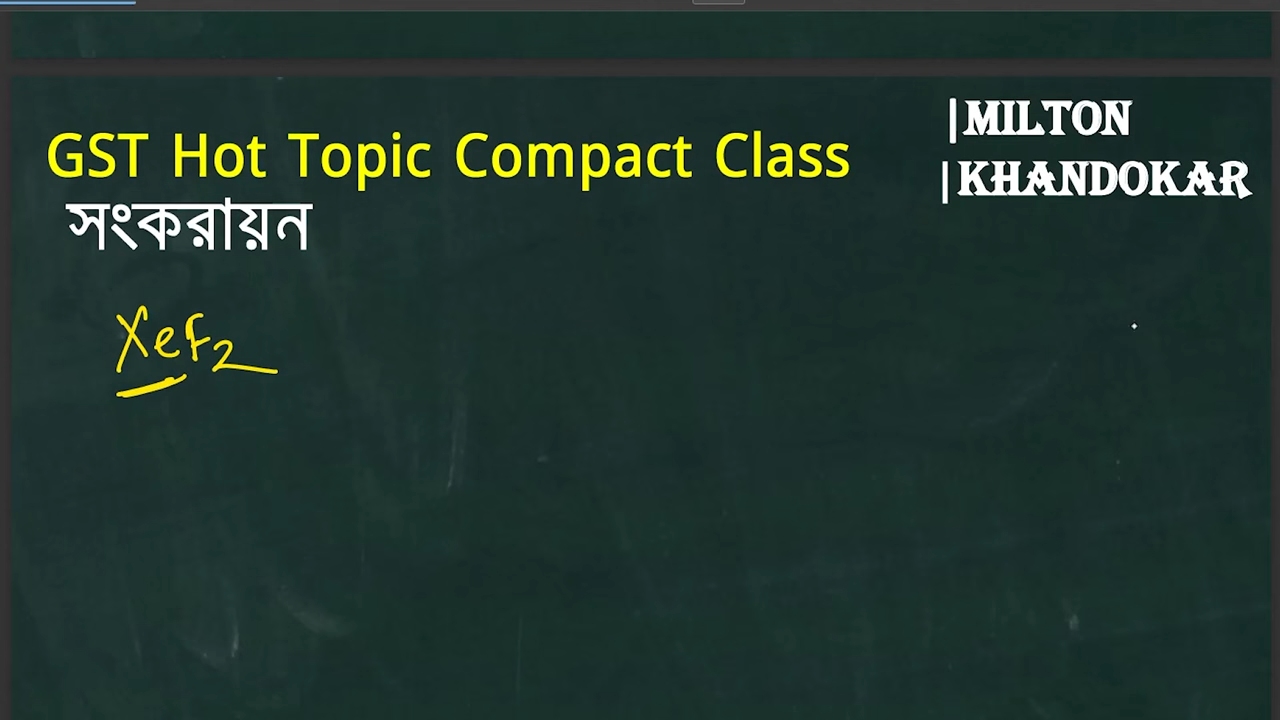 GST Hot Topic Compact Class
সংকরায়ন
|MILTON
|KHANDOKAR
XeF2